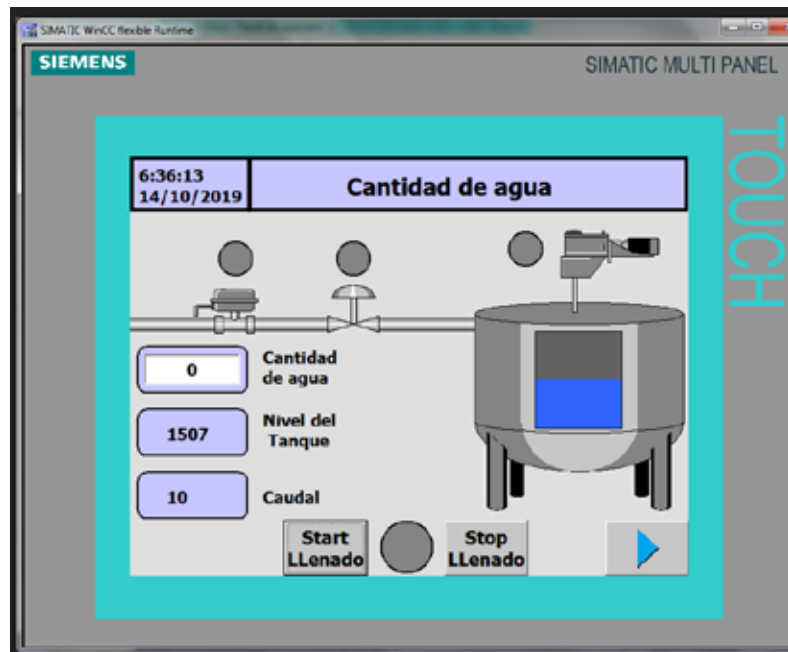 SIMATIC WinCC flexible Runtime
SIEMENS
SIMATIC MULTI PANEL
TOUCH
6:36:13
14/10/2019
Cantidad de agua
0
Cantidad
de agua
1507
Nivel del
Tanque
10
Caudal
Start
LLenado
Stop
LLenado